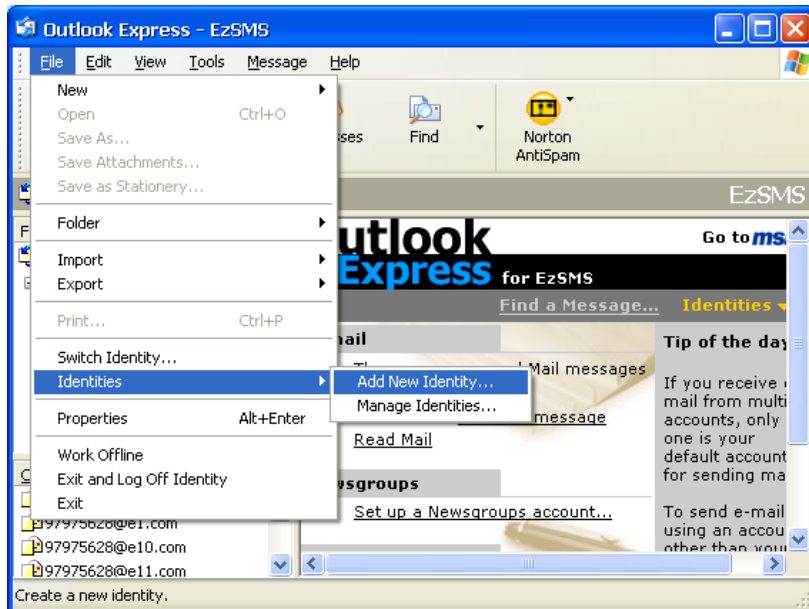 Outlook Express - EzSMS
File Edit View Tools Message Help
New
Open Ctrl+O
Save As...
Save Attachments...
Save as Stationery...
Folder
Import
Export
Print... Ctrl+P
Switch Identity...
Identities
Properties Alt+Enter
Work Offline
Exit and Log Off Identity
Exit
Add New Identity...
Manage Identities...
Find
Norton
AntiSpam
EzSMS
Go to ms
Express for EzSMS
Find a Message... Identities
Mail messages
message
Read Mail
Set up a Newsgroups account...
Tip of the day
If you receive
mail from
accounts, only
one is your
default account
for sending
To send e-mail
using an
other than
97975628@e1.com
97975628@e10.com
97975628@e11.com
Create a new identity.